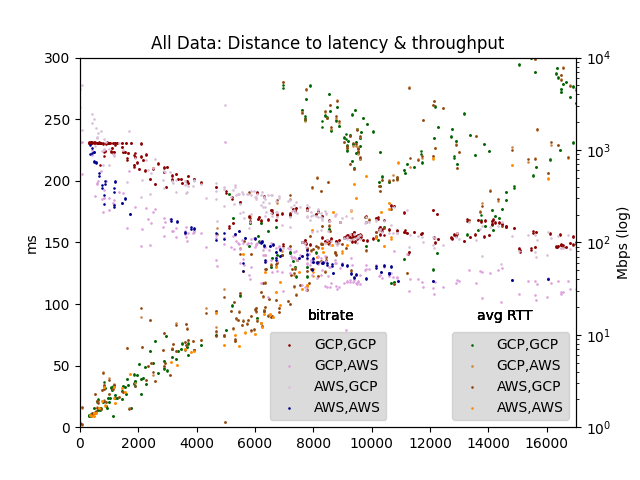 All Data: Distance to latency & throughput
300
250
200
150
100
50
0
ms
10^4
10^3
10^2
10^1
10^0
Mbps (log)
bitrate
GCP,GCP
GCP,AWS
AWS,GCP
AWS,AWS
avg RTT
GCP,GCP
GCP,AWS
AWS,GCP
AWS,AWS
0 2000 4000 6000 8000 10000 12000 14000 16000